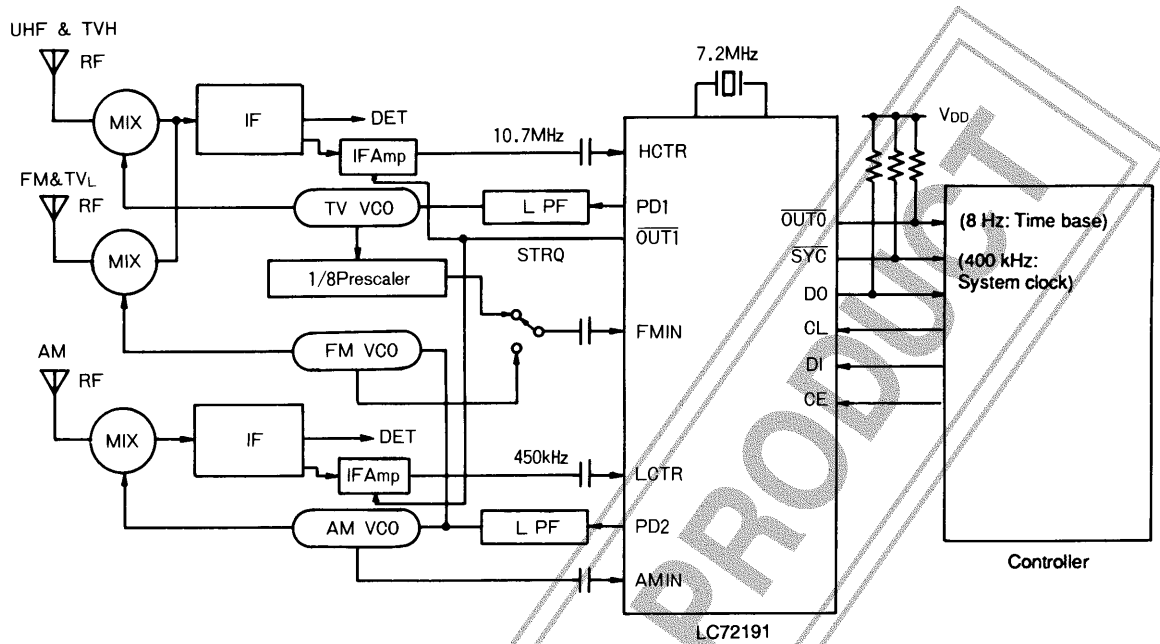 UHF & TVH
RF
MIX
IF
DET
IFAmp
10.7MHz
7.2MHz
HCTR
VDD
FM&TVL
RF
TV VCO
L PF
PD1
OUT1
STRQ
OUT0
(8 Hz: Time base)
MIX
1/8Prescaler
SYC
(400 kHz:
System clock)
DO
FMIN
CL
FM VCO
DI
AM
RF
CE
MIX
IF
DET
IFAmp
450kHz
LCTR
AM VCO
L PF
PD2
AMIN
Controller
LC72191
PRODUCT